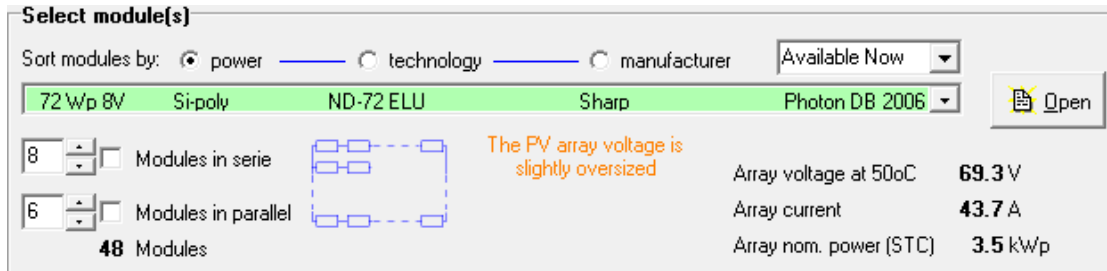 Select module(s)
Sort modules by: power technology manufacturer Available Now
72 Wp 8V Si-poly ND-72 ELU Sharp Photon DB 2006
Open
8 Modules in serie
The PV array voltage is
slightly oversized
6 Modules in parallel
48 Modules
Array voltage at 50oC 69.3 V
Array current 43.7 A
Array nom. power (STC) 3.5 kWp